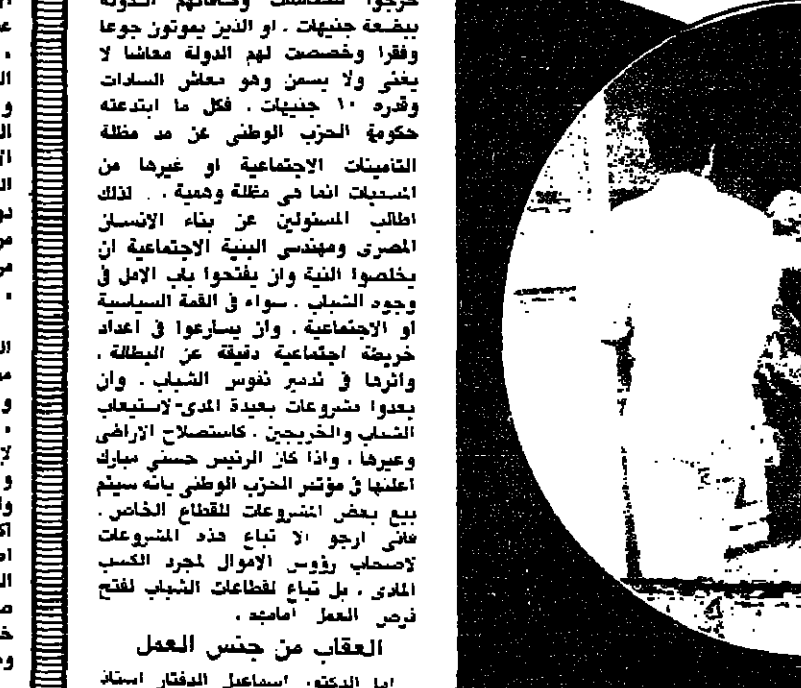 ببضعة جنيهات . او الذين يموتون جوعا
وفقرا وخصصت لهم الدولة معاشا لا
يغنى ولا يسمن وهو معاش السادات
وقدره ١٠ جنيهات . فكل ما ابتدعته
حكومة الحزب الوطنى عن مد مظلة
التامينات الاجتماعية او غيرها من
المسميات انما هى مظلة وهمية . . لذلك
اطالب المسئولين عن بناء الانسان
المصرى ومهندسى البنية الاجتماعية ان
يخلصوا النية وان يفتحوا باب الامل فى
وجوه الشباب . سواء فى القمة السياسية
او الاجتماعية . وان يسارعوا فى اعداد
خريطة اجتماعية دقيقة عن البطالة .
واثرها فى تدمير نفوس الشباب . وان
يعدوا مشروعات بعيدة المدى لاستيعاب
الشباب والخريجين . كاستصلاح الاراضى
وغيرها . واذا كان الرئيس حسنى مبارك
اعلنها فى مؤتمر الحزب الوطنى بانه سيتم
بيع بعض المشروعات للقطاع الخاص .
فانى ارجو الا تباع هذه المشروعات
لاصحاب رؤوس الاموال لمجرد الكسب
المادى . بل تباع لقطاعات الشباب لفتح
فرص العمل امامهم .
العقاب من جنس العمل
اما الدكتور اسماعيل الدفتار استاذ